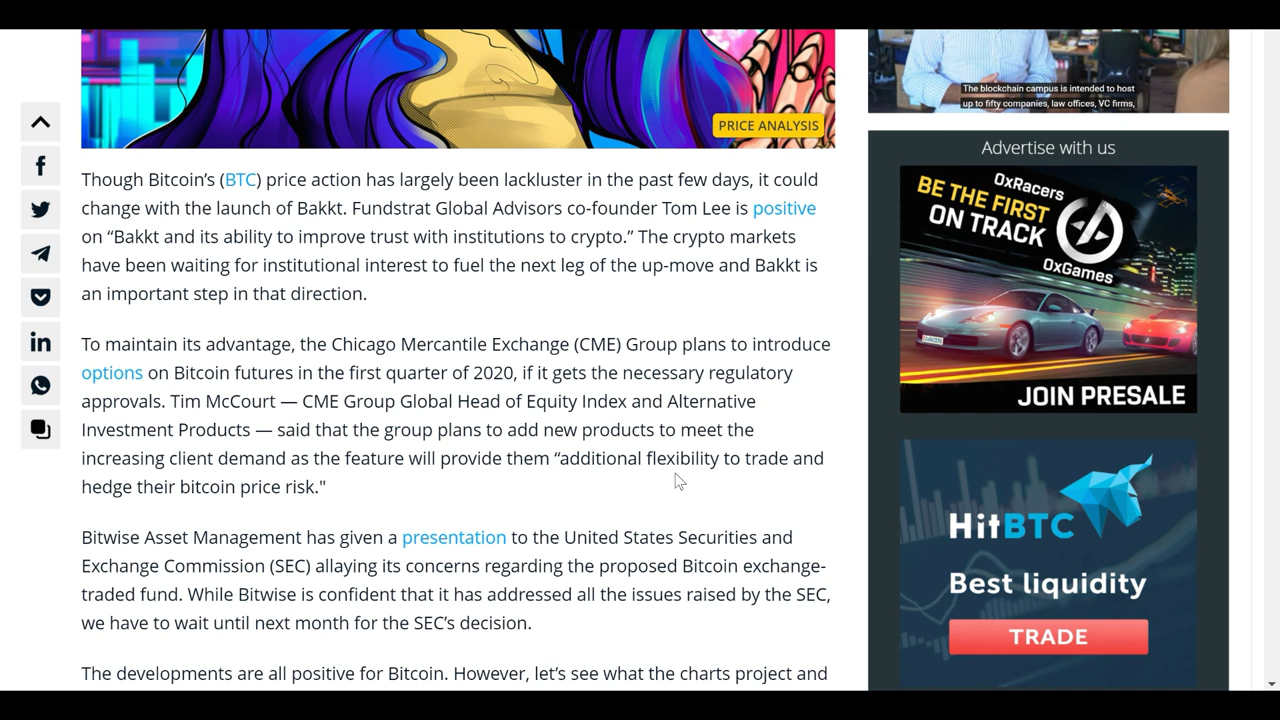 The blockchain campus is intended to host
up to fifty companies, law offices, VC firms,
PRICE ANALYSIS
Though Bitcoin’s (BTC) price action has largely been lackluster in the past few days, it could
change with the launch of Bakkt. Fundstrat Global Advisors co-founder Tom Lee is positive
on “Bakkt and its ability to improve trust with institutions to crypto.” The crypto markets
have been waiting for institutional interest to fuel the next leg of the up-move and Bakkt is
an important step in that direction.
To maintain its advantage, the Chicago Mercantile Exchange (CME) Group plans to introduce
options on Bitcoin futures in the first quarter of 2020, if it gets the necessary regulatory
approvals. Tim McCourt — CME Group Global Head of Equity Index and Alternative
Investment Products — said that the group plans to add new products to meet the
increasing client demand as the feature will provide them “additional flexibility to trade and
hedge their bitcoin price risk."
Bitwise Asset Management has given a presentation to the United States Securities and
Exchange Commission (SEC) allaying its concerns regarding the proposed Bitcoin exchange-
traded fund. While Bitwise is confident that it has addressed all the issues raised by the SEC,
we have to wait until next month for the SEC’s decision.
The developments are all positive for Bitcoin. However, let’s see what the charts project and
Advertise with us
0xRacers
BE THE FIRST
ON TRACK
0xGames
JOIN PRESALE
HitBTC
Best liquidity
TRADE